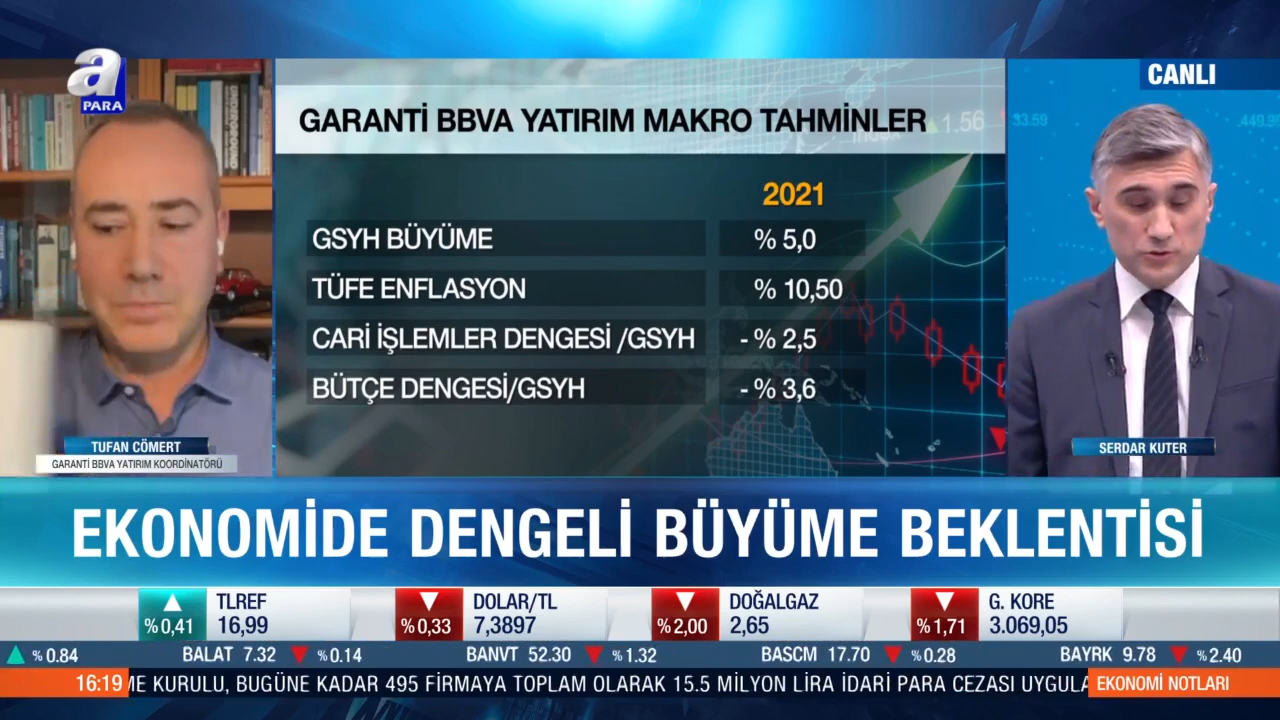 a
PARA
CANLI
GARANTİ BBVA YATIRIM MAKRO TAHMİNLER
1.56
33.59
2021
GSYH BÜYÜME % 5,0
TÜFE ENFLASYON % 10,50
CARİ İŞLEMLER DENGESİ /GSYH - % 2,5
BÜTÇE DENGESİ/GSYH - % 3,6
TUFAN CÖMERT
GARANTİ BBVA YATIRIM KOORDİNATÖRÜ
SERDAR KUTER
EKONOMİDE DENGELİ BÜYÜME BEKLENTİSİ
TLREF
% 0,41 16,99
DOLAR/TL
% 0,33 7,3897
DOĞALGAZ
% 2,00 2,65
G. KORE
% 1,71 3.069,05
% 0.84 BALAT 7.32 % 0.14 BANVT 52.30 % 1.32 BASCM 17.70 % 0.28 BAYRK 9.78 % 2.40
16:19 ME KURULU, BUGÜNE KADAR 495 FİRMAYA TOPLAM OLARAK 15.5 MİLYON LİRA İDARİ PARA CEZASI UYGULA EKONOMİ NOTLARI